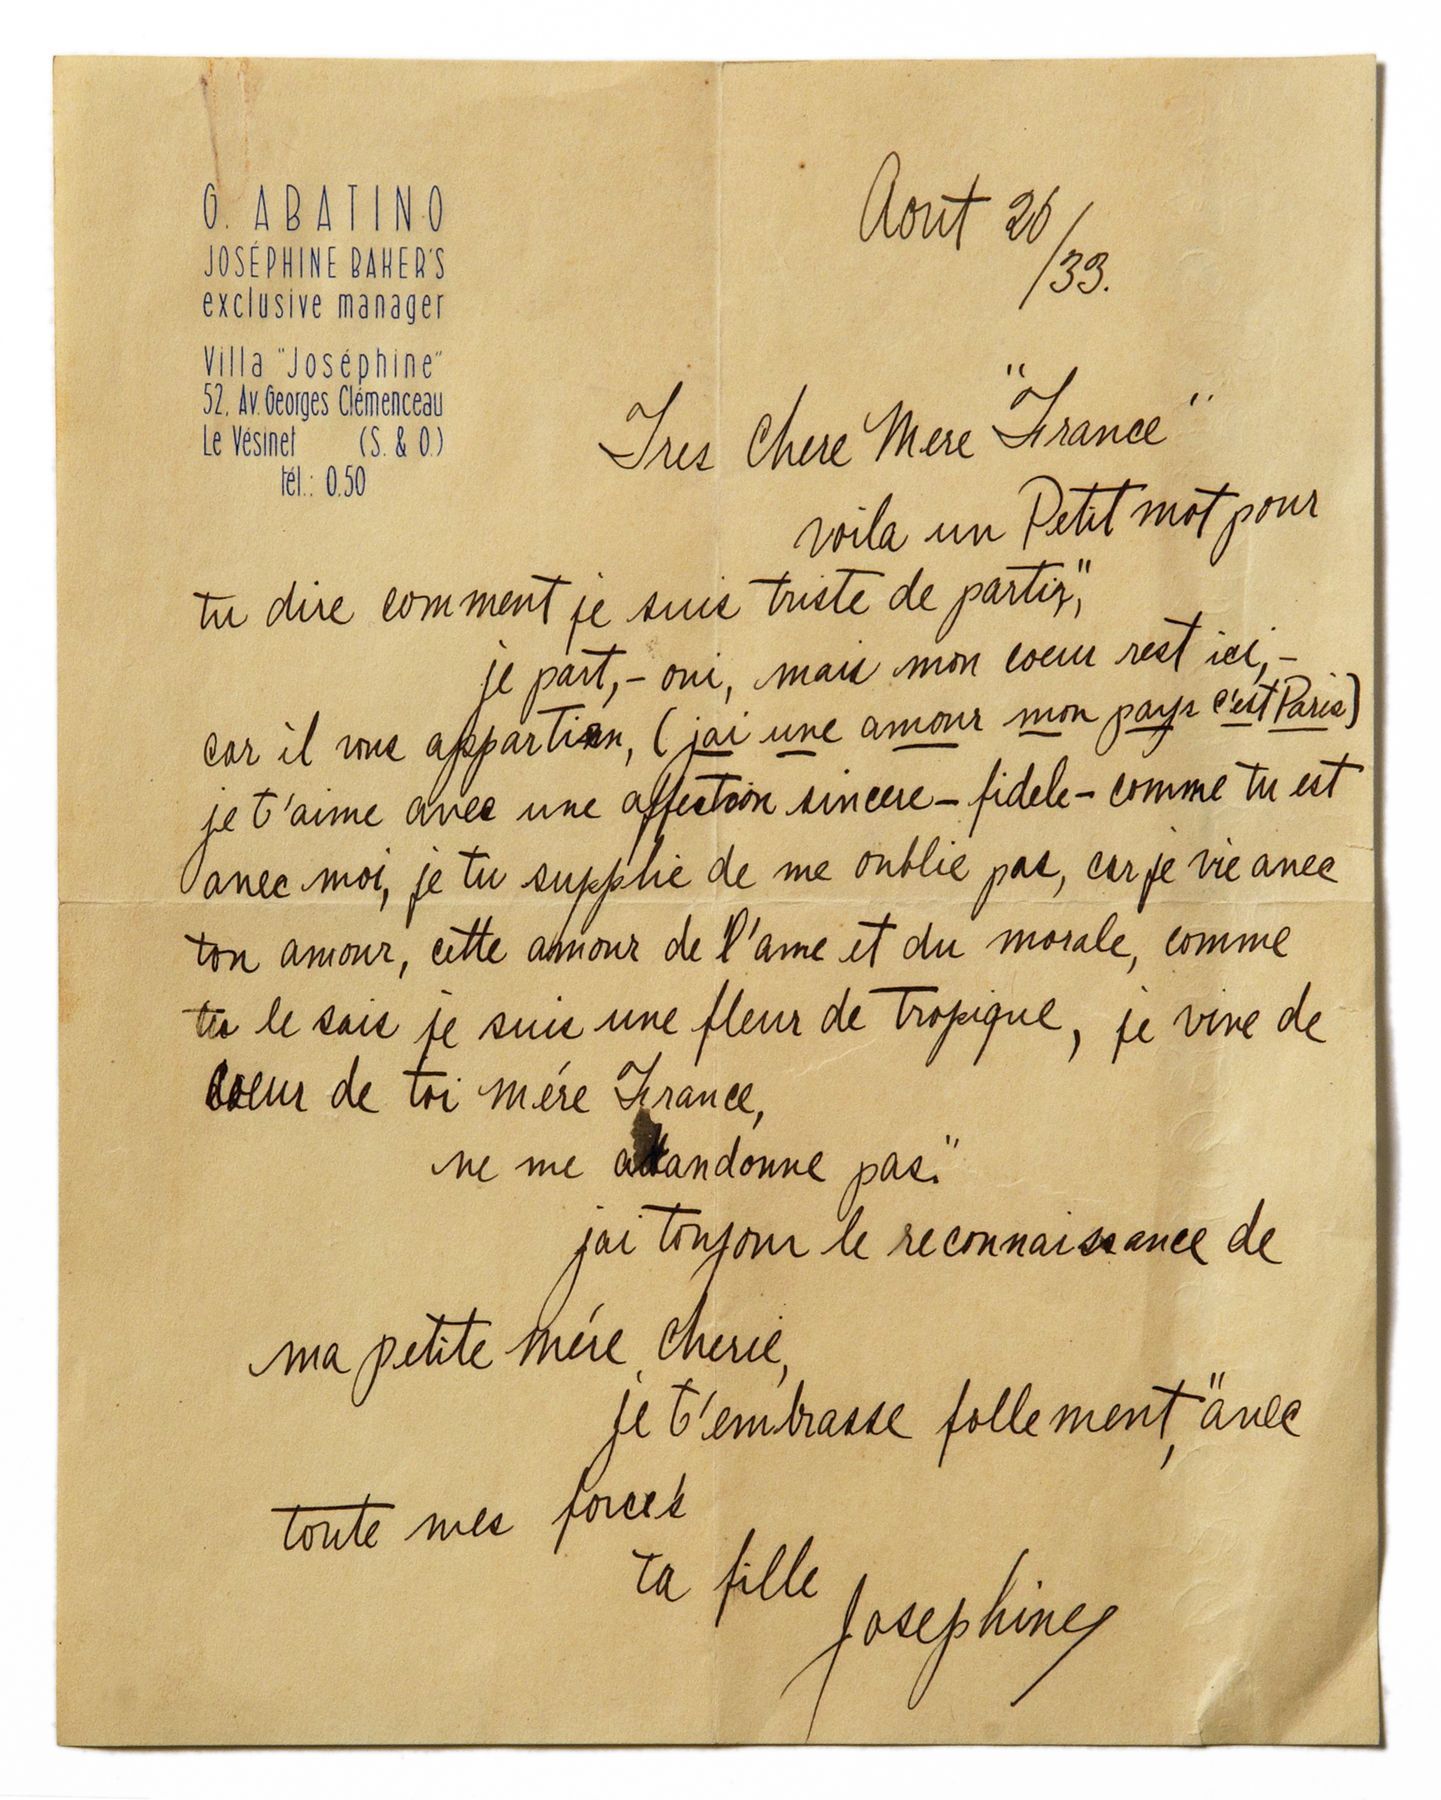 G. ABATINO
JOSÉPHINE BAKER'S
exclusive manager
Villa "Joséphine"
52, Av. Georges Clémenceau
Le Vésinet (S. & O.)
tél.: 0.50
Aout 26/33.
Tres Chere Mere "France"
voila un Petit mot pour
tu dire comment je suis triste de partir,"
je part,- oui, mais mon coeur rest ici,-
car il vous appartien, (jai une amour mon pays c'est Paris)
je t'aime avec une affection sincere - fidele - comme tu est
avec moi, je tu supplie de me oublie pas, car je vie avec
ton amour, cette amour de l'ame et du morale, comme
tu le sais je suis une fleur de tropique, je vive de
coeur de toi Mére France,
ne me abandonne pas."
jai toujour le reconnaissance de
ma petite Mére Cherie,
je t'embrasse follement, "avec
toute mes forces
ta fille
Josephine